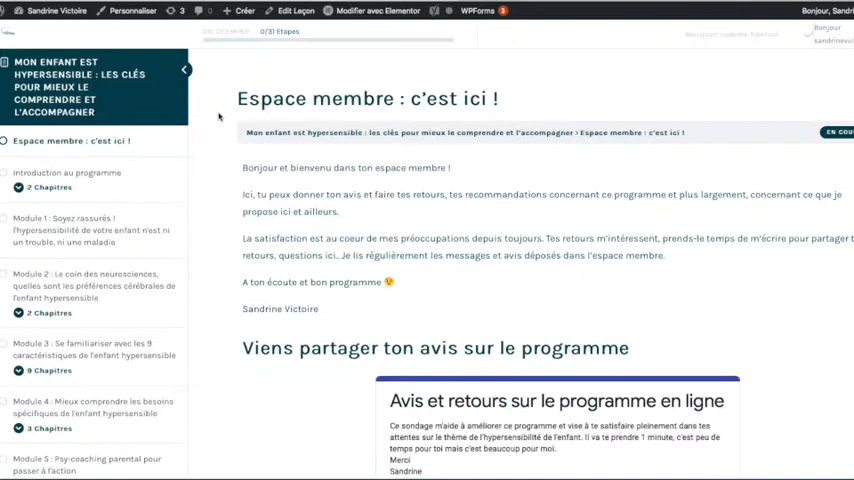 Sandrine Victoire
Personnaliser
3
0
Créer
Edit Leçon
Modifier avec Elementor
WPForms
3
Bonjour, Sandri
0/31 Etapes
Bonjour
sandrinevic
MON ENFANT EST
HYPERSENSIBLE : LES CLÉS
POUR MIEUX LE
COMPRENDRE ET
L'ACCOMPAGNER
Espace membre : c'est ici !
Introduction au programme
2 Chapitres
Module 1 : Soyez rassurés !
l'hypersensibilité de votre enfant n'est ni
un trouble, ni une maladie
Module 2 : Le coin des neurosciences,
quelles sont les préférences cérébrales de
l'enfant hypersensible
2 Chapitres
Module 3 : Se familiariser avec les 9
caractéristiques de l'enfant hypersensible
9 Chapitres
Module 4 : Mieux comprendre les besoins
spécifiques de l'enfant hypersensible
3 Chapitres
Module 5 : Psy-coaching parental pour
passer à l'action
Espace membre : c'est ici !
Mon enfant est hypersensible : les clés pour mieux le comprendre et l'accompagner > Espace membre : c'est ici !
EN COU
Bonjour et bienvenu dans ton espace membre !
Ici, tu peux donner ton avis et faire tes retours, tes recommandations concernant ce programme et plus largement, concernant ce que je
propose ici et ailleurs.
La satisfaction est au coeur de mes préoccupations depuis toujours. Tes retours m'intéressent, prends-le temps de m'écrire pour partager t
retours, questions ici.. Je lis régulièrement les messages et avis déposés dans l'espace membre.
A ton écoute et bon programme 😉
Sandrine Victoire
Viens partager ton avis sur le programme
Avis et retours sur le programme en ligne
Ce sondage m'aide à améliorer ce programme et vise à te satisfaire pleinement dans tes
attentes sur le thème de l'hypersensibilité de l'enfant. Il va te prendre 1 minute, c'est peu de
temps pour toi mais c'est beaucoup pour moi.
Merci
Sandrine